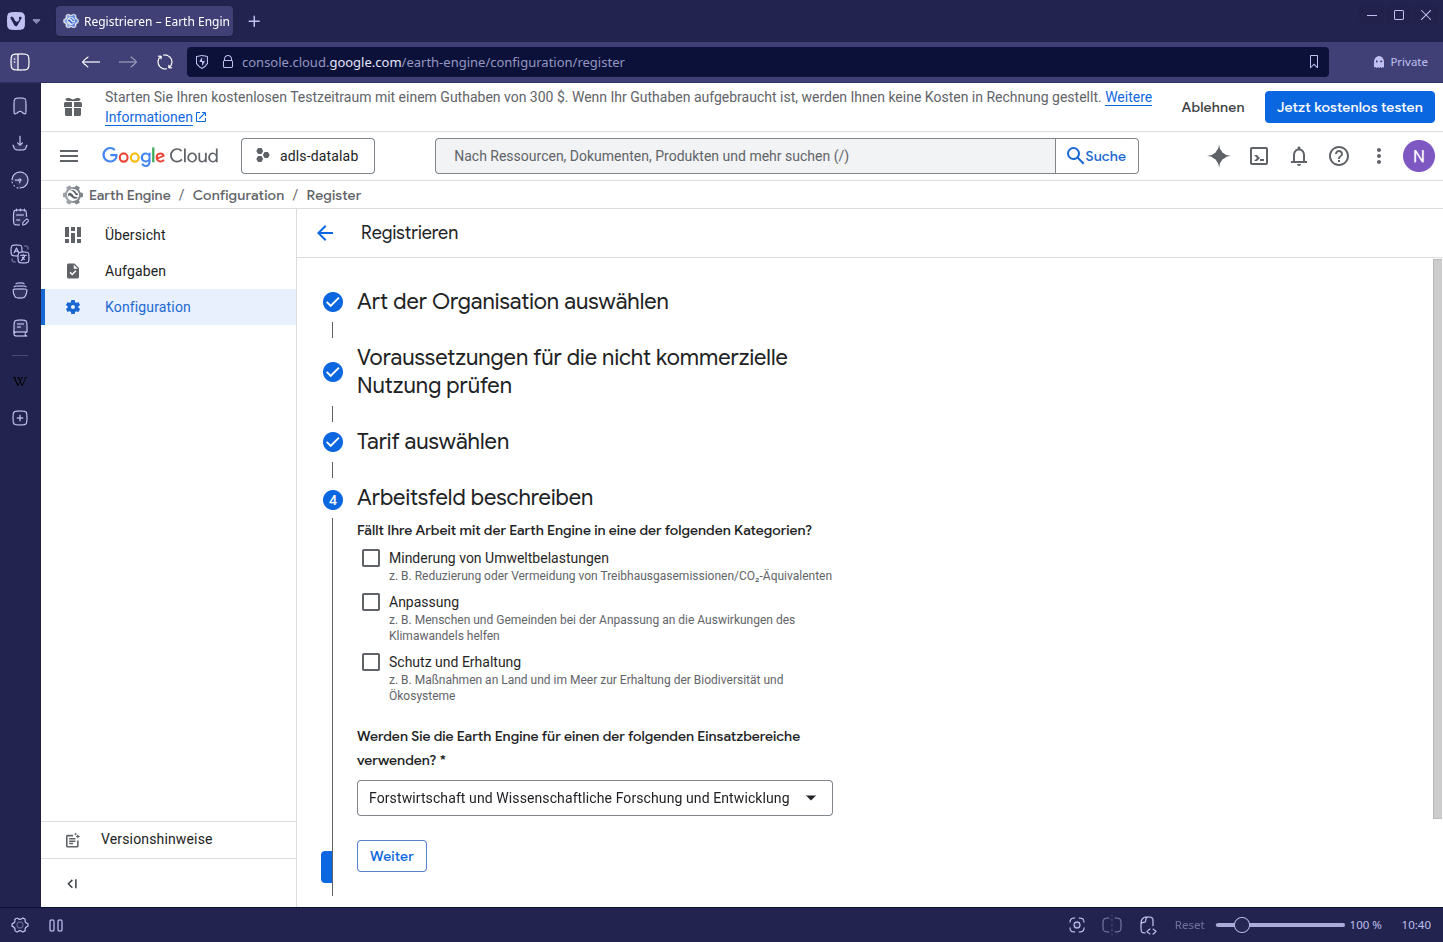 Registrieren – Earth Engin
console.cloud.google.com/earth-engine/configuration/register
Private
Starten Sie Ihren kostenlosen Testzeitraum mit einem Guthaben von 300 $. Wenn Ihr Guthaben aufgebraucht ist, werden Ihnen keine Kosten in Rechnung gestellt. Weitere
Informationen
Ablehnen
Jetzt kostenlos testen
Google Cloud
adls-datalab
Nach Ressourcen, Dokumenten, Produkten und mehr suchen (/)
Suche
N
Earth Engine / Configuration / Register
Übersicht
Aufgaben
Konfiguration
Versionshinweise
Registrieren
Art der Organisation auswählen
Voraussetzungen für die nicht kommerzielle
Nutzung prüfen
Tarif auswählen
4 Arbeitsfeld beschreiben
Fällt Ihre Arbeit mit der Earth Engine in eine der folgenden Kategorien?
Minderung von Umweltbelastungen
z. B. Reduzierung oder Vermeidung von Treibhausgasemissionen/CO₂-Äquivalenten
Anpassung
z. B. Menschen und Gemeinden bei der Anpassung an die Auswirkungen des
Klimawandels helfen
Schutz und Erhaltung
z. B. Maßnahmen an Land und im Meer zur Erhaltung der Biodiversität und
Ökosysteme
Werden Sie die Earth Engine für einen der folgenden Einsatzbereiche
verwenden? *
Forstwirtschaft und Wissenschaftliche Forschung und Entwicklung
Weiter
W
Reset
100 %
10:40